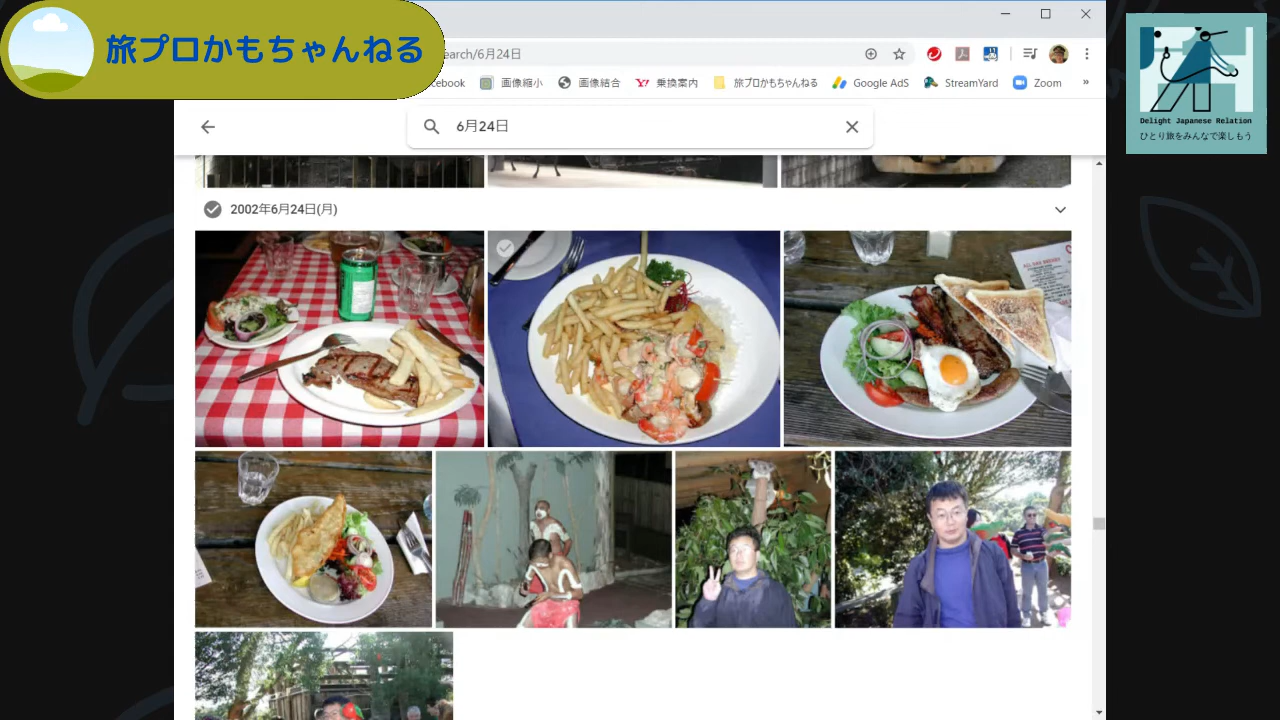 旅プロかもちゃんねる
earch/6月24日
cebook
画像縮小
画像結合
乗換案内
旅プロかもちゃんねる
Google AdS
StreamYard
Zoom
»
6月24日
2002年6月24日(月)
Delight Japanese Relation
ひとり旅をみんなで楽しもう